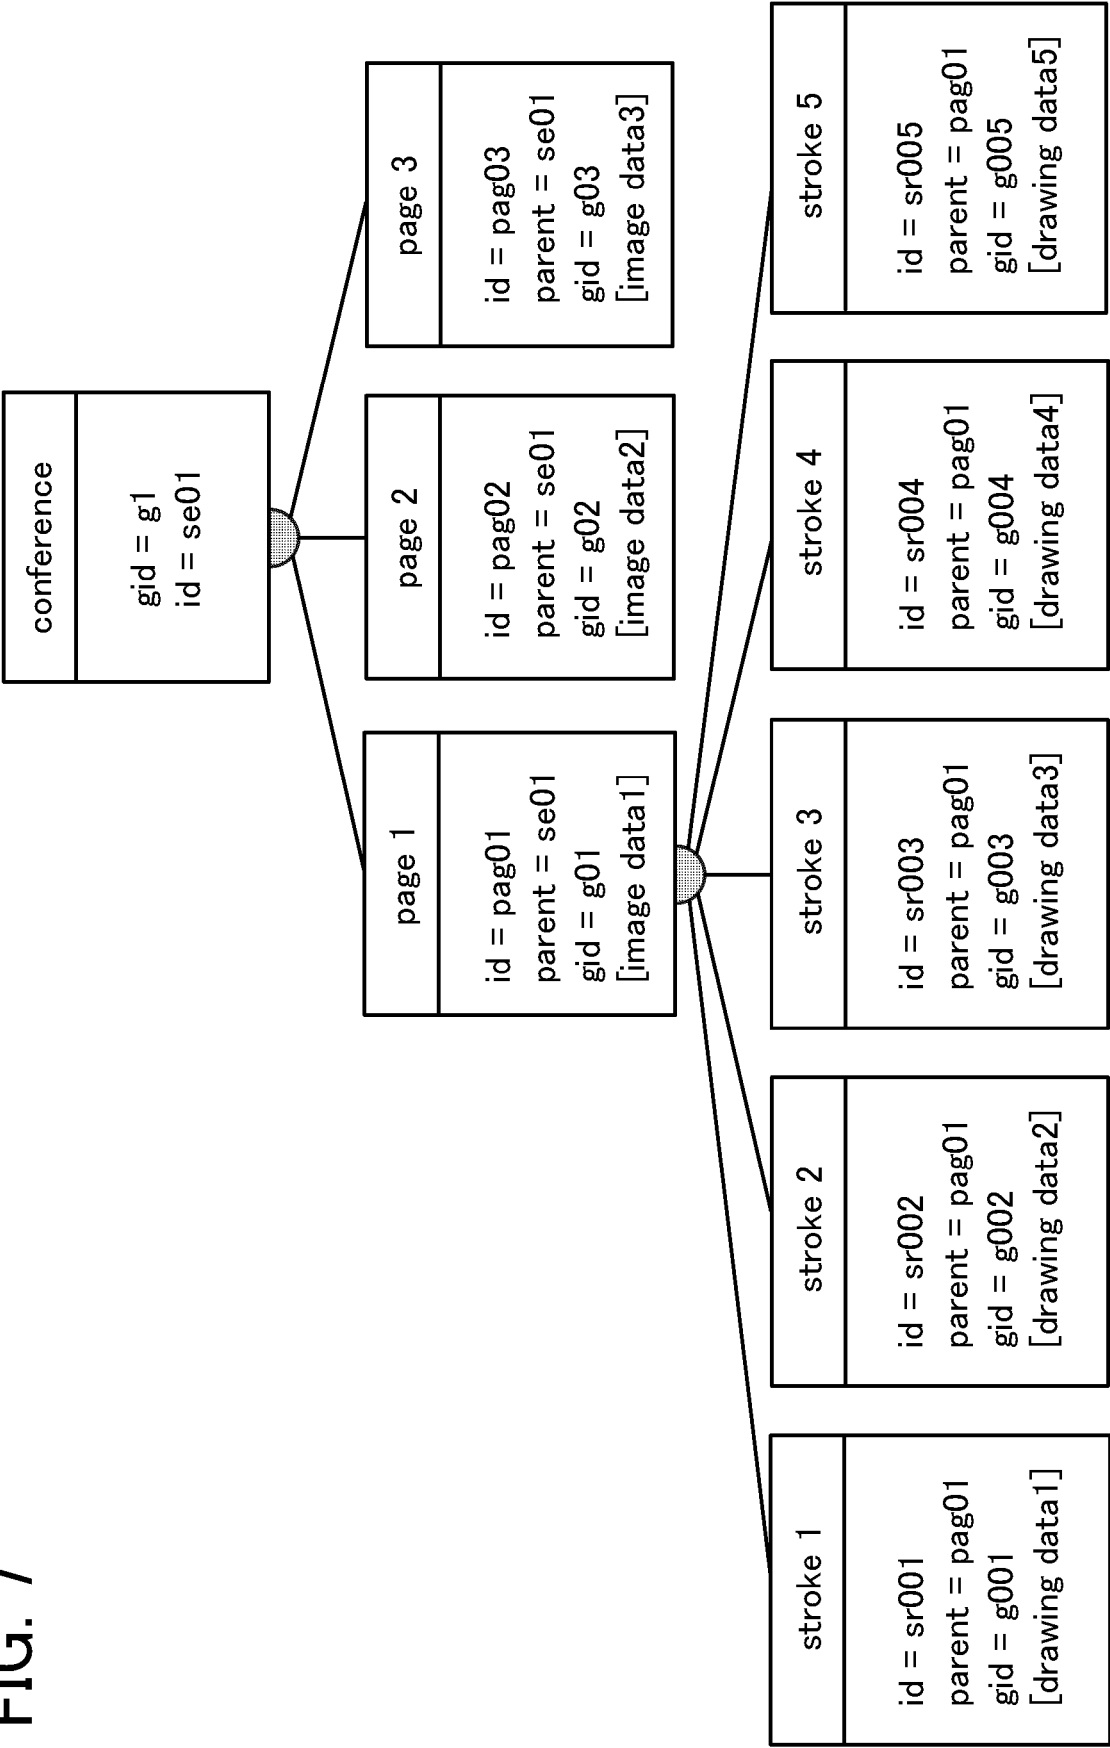 FIG. 7
conference
gid = g1
id = se01
page 1
id = pag01
parent = se01
gid = g01
[image data1]
page 2
id = pag02
parent = se01
gid = g02
[image data2]
page 3
id = pag03
parent = se01
gid = g03
[image data3]
stroke 1
id = sr001
parent = pag01
gid = g001
[drawing data1]
stroke 2
id = sr002
parent = pag01
gid = g002
[drawing data2]
stroke 3
id = sr003
parent = pag01
gid = g003
[drawing data3]
stroke 4
id = sr004
parent = pag01
gid = g004
[drawing data4]
stroke 5
id = sr005
parent = pag01
gid = g005
[drawing data5]